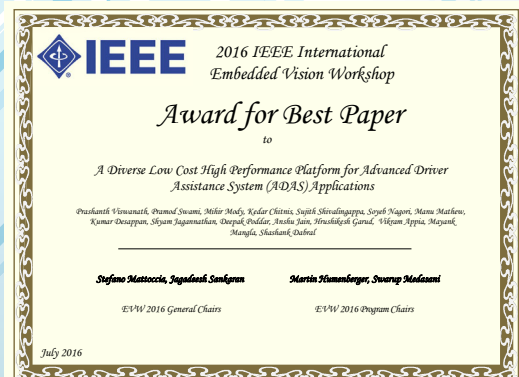 IEEE
2016 IEEE International
Embedded Vision Workshop
Award for Best Paper
to
A Diverse Low Cost High Performance Platform for Advanced Driver
Assistance System (ADAS) Applications
Prashanth Viswanath, Pramod Swami, Mihir Mody, Kedar Chitnis, Sujith Shivalingappa, Soyeb Nagori, Manu Mathew,
Kumar Desappan, Shyam Jagannathan, Deepak Poddar, Anshu Jain, Hrushikesh Garud, Vikram Appia, Mayank
Mangla, Shashank Dabral
Stefano Mattoccia, Jagadeesh Sankaran
Martin Humenberger, Swarup Medasani
EVW 2016 General Chairs
EVW 2016 Program Chairs
July 2016